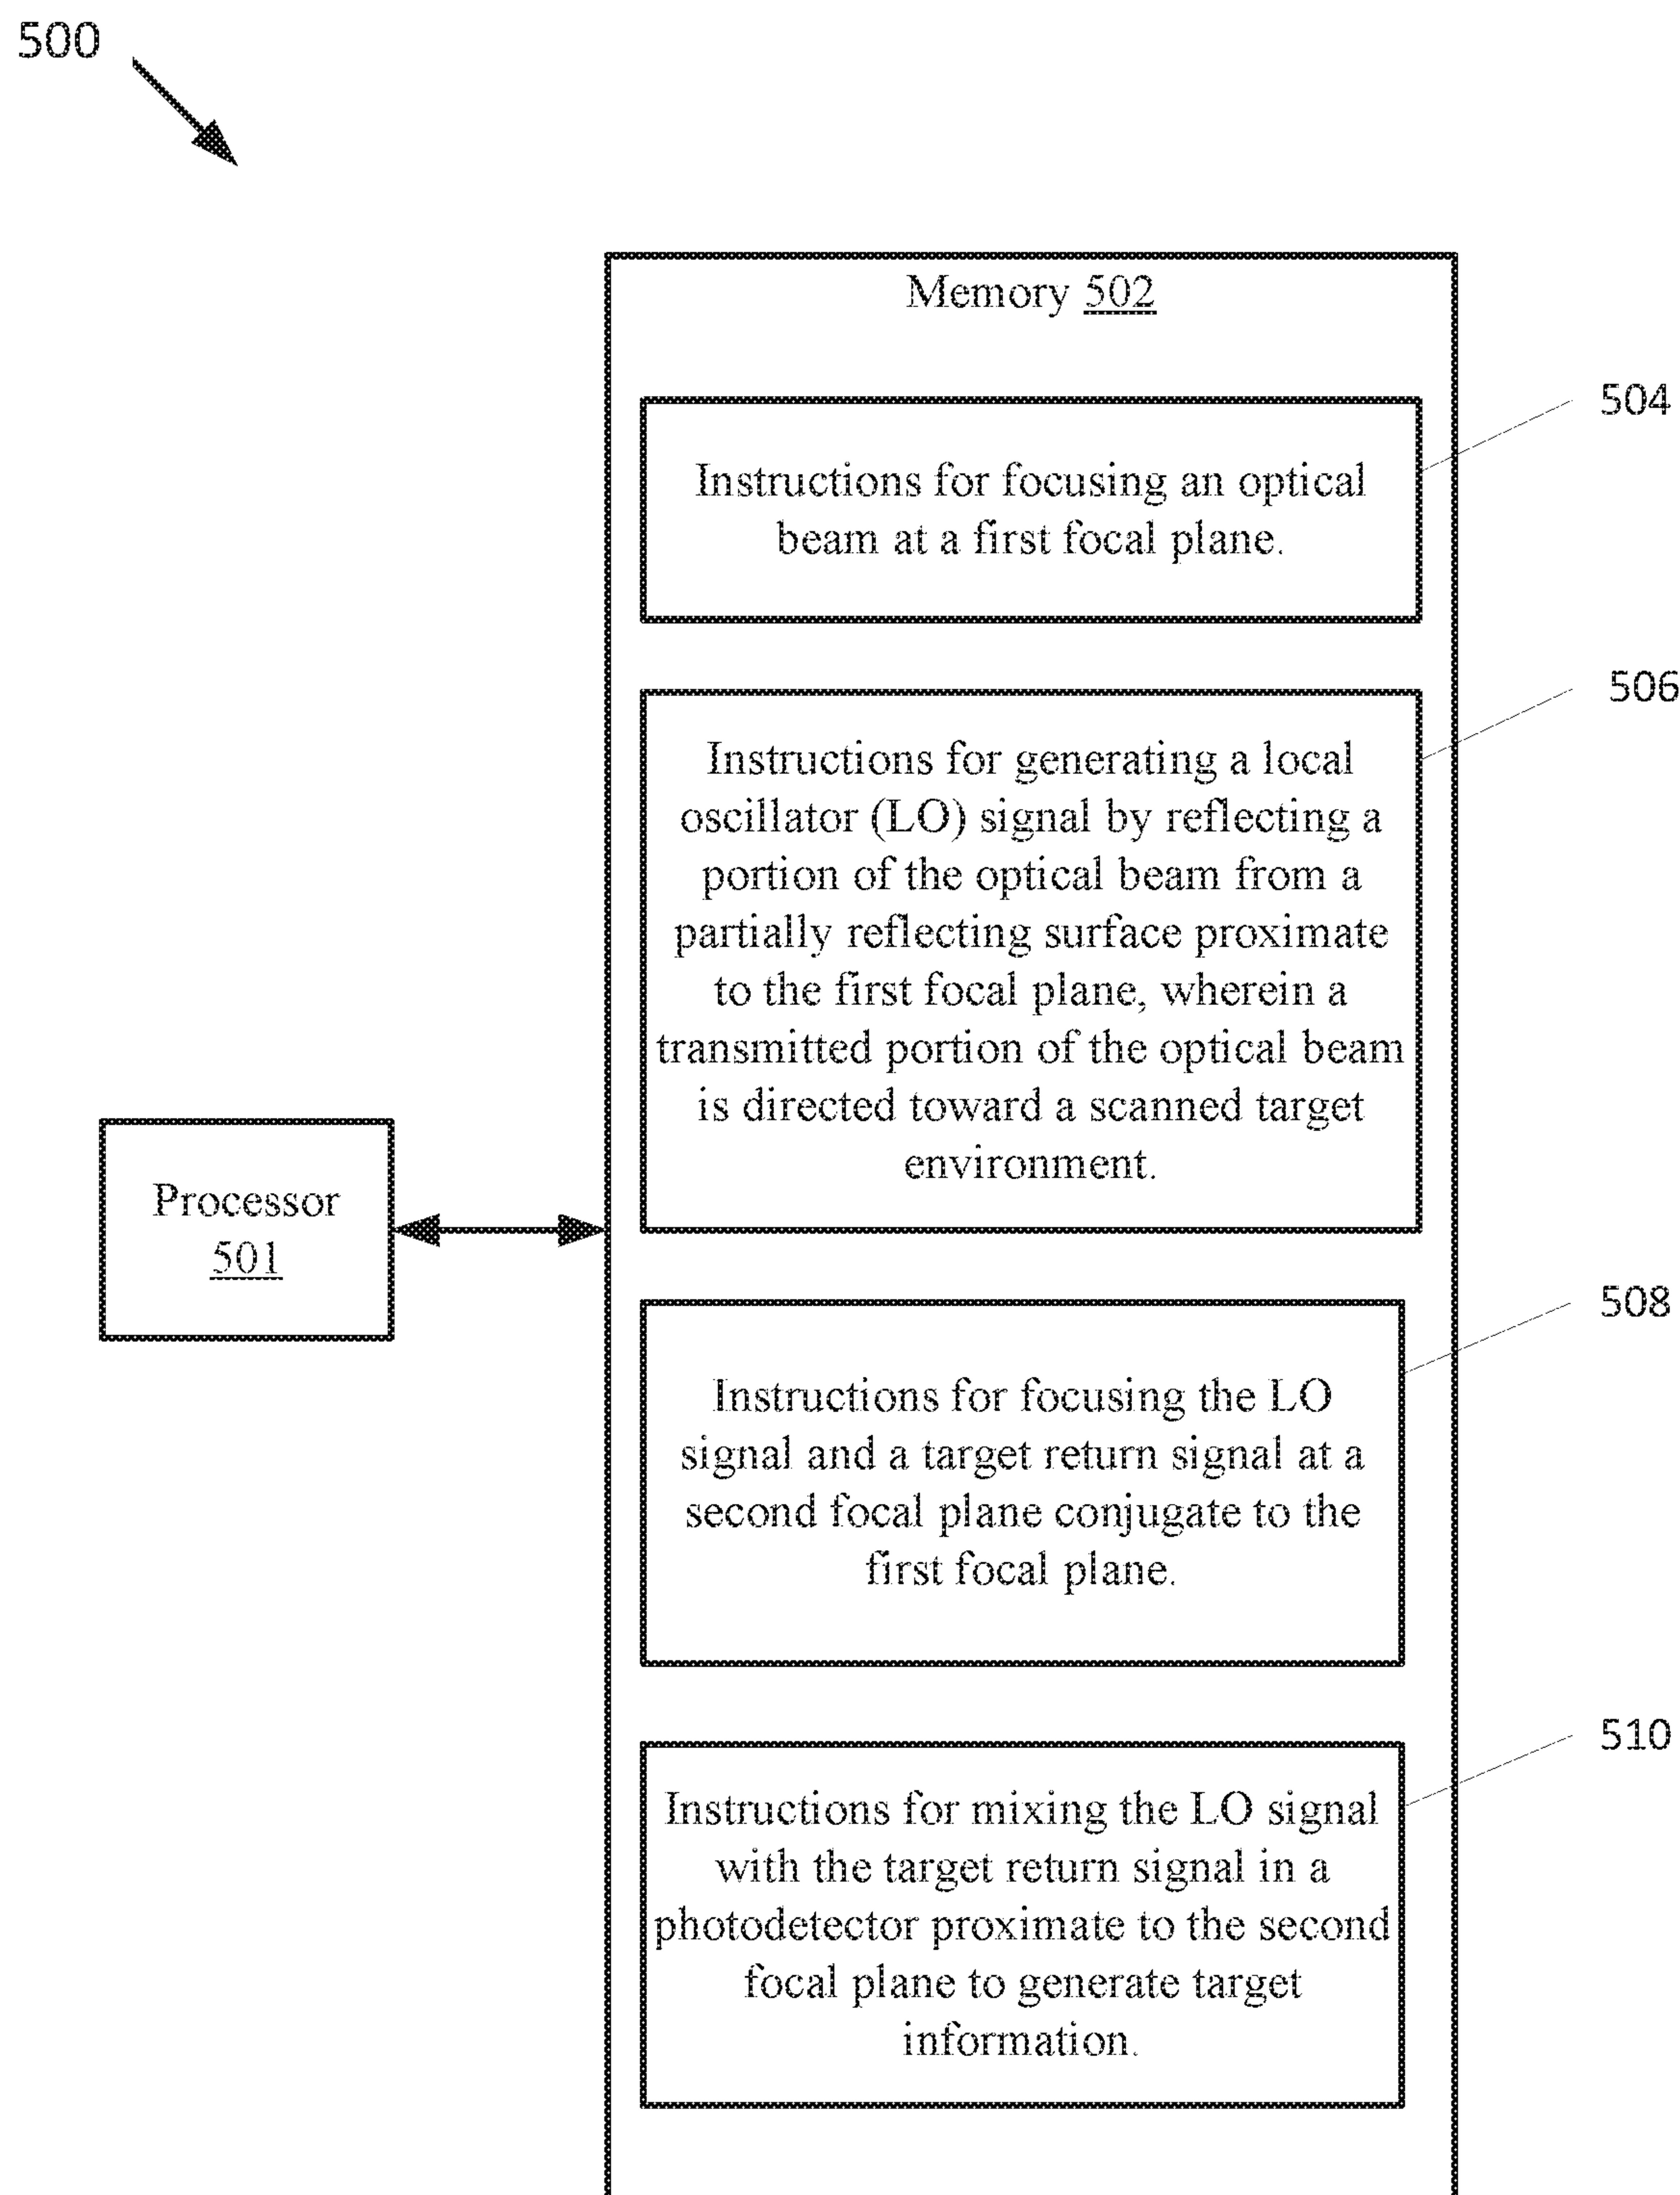 500
Memory 502
504
Instructions for focusing an optical
beam at a first focal plane.
506
Instructions for generating a local
oscillator (LO) signal by reflecting a
portion of the optical beam from a
partially reflecting surface proximate
to the first focal plane, wherein a
transmitted portion of the optical beam
is directed toward a scanned target
environment.
Processor
501
508
Instructions for focusing the LO
signal and a target return signal at a
second focal plane conjugate to the
first focal plane.
510
Instructions for mixing the LO signal
with the target return signal in a
photodetector proximate to the second
focal plane to generate target
information.